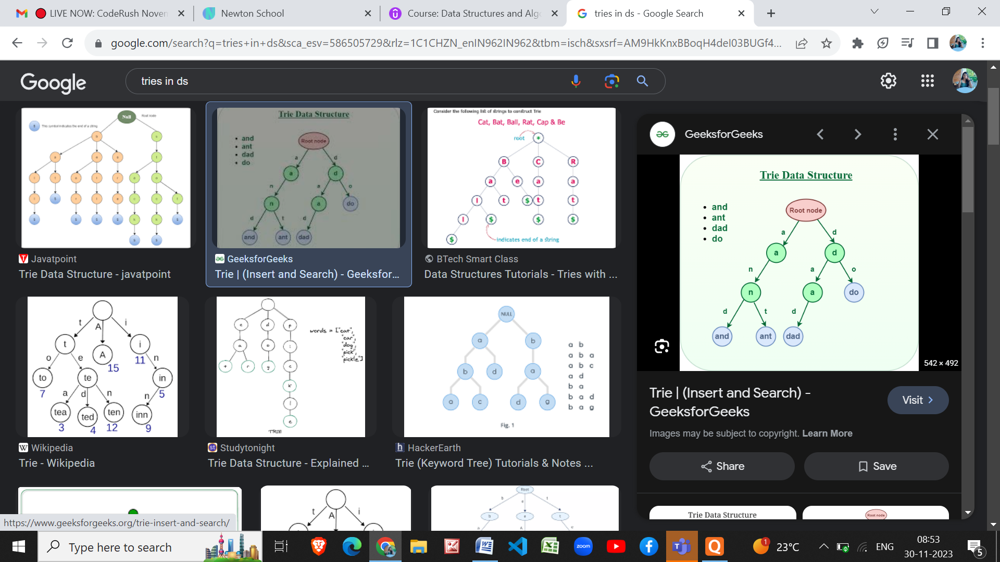 LIVE NOW: CodeRush Noven
Newton School
Course: Data Structures and Algo
tries in ds - Google Search
google.com/search?q=tries+in+ds&sca_esv=586505729&rlz=1C1CHZN_enIN962IN962&tbm=isch&sxsrf=AM9HkKnxBBoqH4deI03BUGf4...
Google
tries in ds
Null
Root node
This symbol indicates the end of a string
Javatpoint
Trie Data Structure - javatpoint
Trie Data Structure
and
ant
dad
do
Root node
a d
a d
n a o
n a do
d t d
and ant dad
GeeksforGeeks
Trie | (Insert and Search) - Geeksfor...
Consider the following list of strings to construct Trie
Cat, Bat, Ball, Rat, Cap & Be
root *
B C R
a e a a
l t $ t t
l $ $ $
$
indicates end of a string
BTech Smart Class
Data Structures Tutorials - Tries with ...
t A i
t A i
15 11
o e n
to te in
7 5
a d n n
tea ted ten inn
3 4 12 9
Wikipedia
Trie - Wikipedia
words = ["cat",
"car",
"dog",
"pick",
"pickle"]
TRIE
Studytonight
Trie Data Structure - Explained ...
NULL
a b
b d a
a c d g
a b
a b a
a b c
a d
b a
b a d
b a g
Fig. 1
HackerEarth
Trie (Keyword Tree) Tutorials & Notes ...
t A i
Root
b e t
GeeksforGeeks
Trie Data Structure
and
ant
dad
do
Root node
a d
a d
n a o
n a do
d t d
and ant dad
542 × 492
Trie | (Insert and Search) -
GeeksforGeeks
Visit
Images may be subject to copyright. Learn More
Share
Save
Trie Data Structure
Root node
https://www.geeksforgeeks.org/trie-insert-and-search/
Type here to search
zoom
1
23°C
ENG
08:53
30-11-2023
5